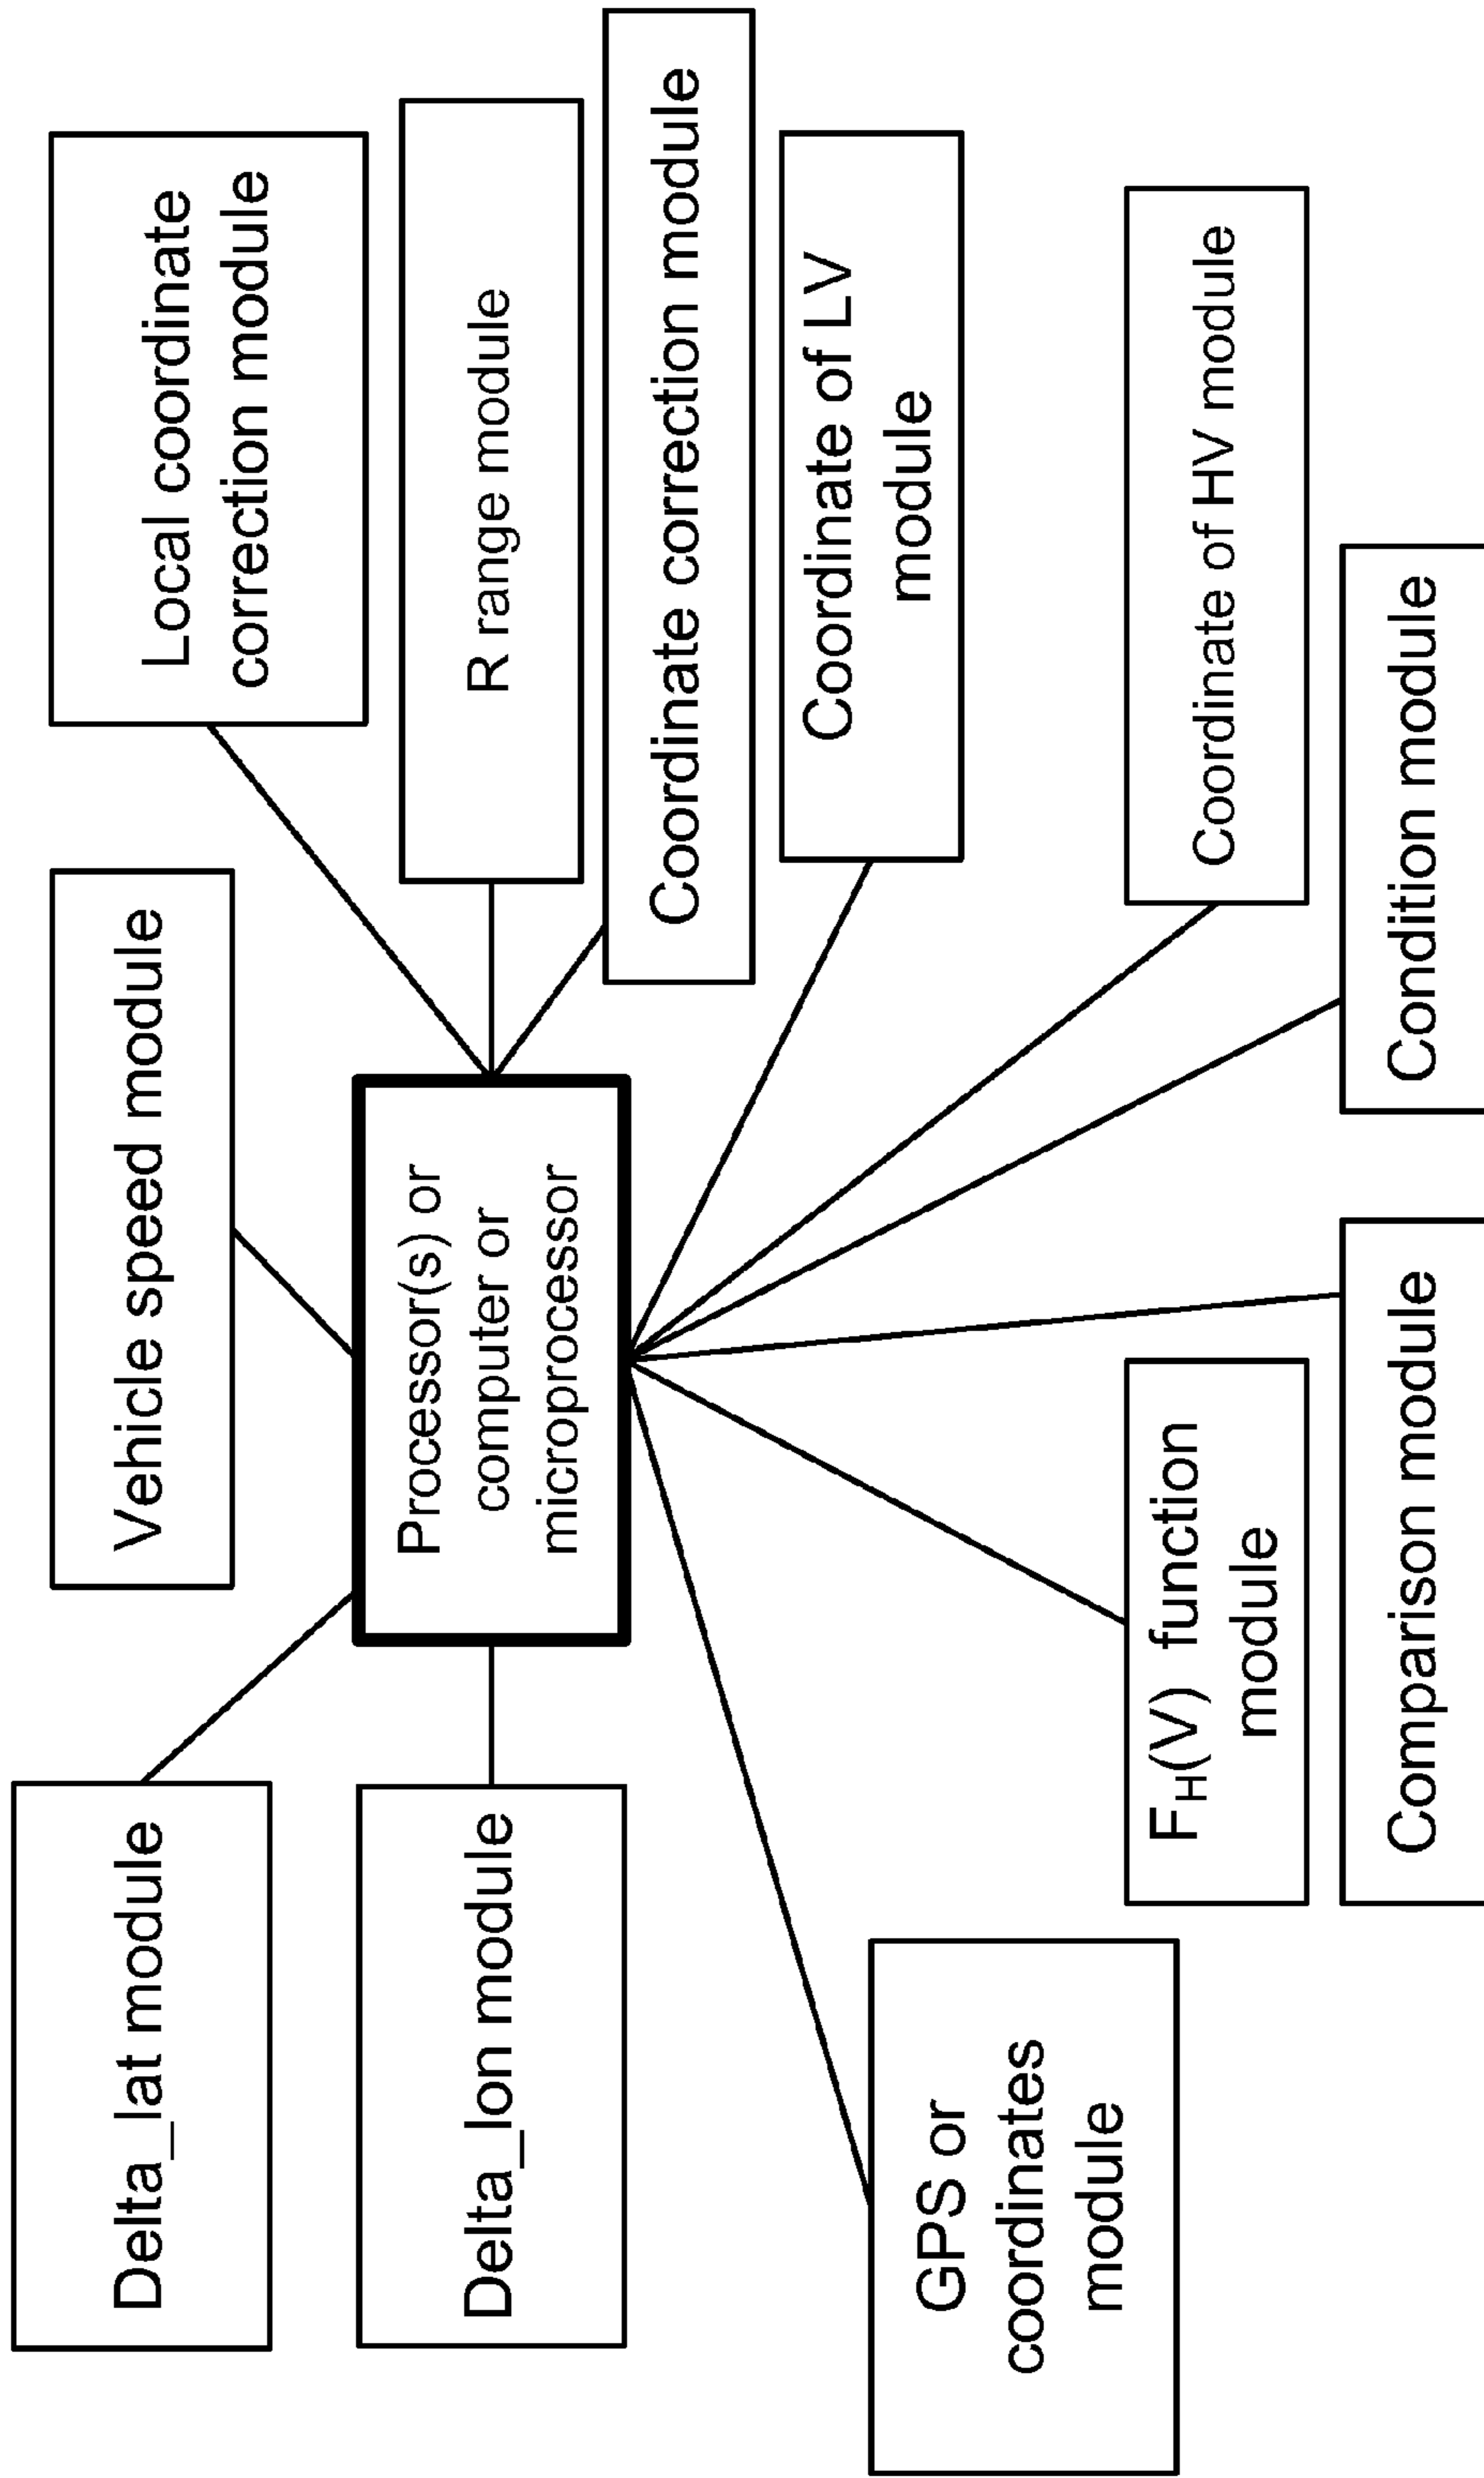 Delta_lat module
Vehicle speed module
Local coordinate
correction module
Delta_lon module
Processor(s) or
computer or
microprocessor
R range module
Coordinate correction module
Coordinate of LV
module
GPS or
coordinates
module
F_H(V) function
module
Coordinate of HV module
Comparison module
Condition module